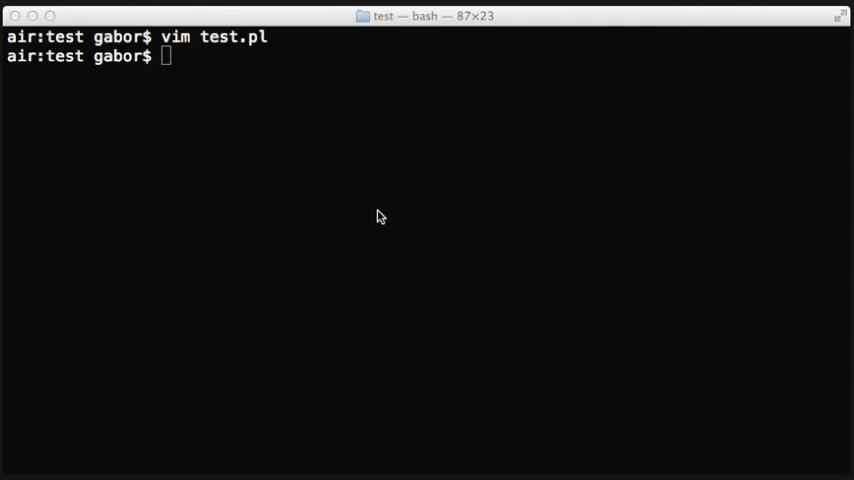 test — bash — 87×23
air:test gabor$ vim test.pl
air:test gabor$